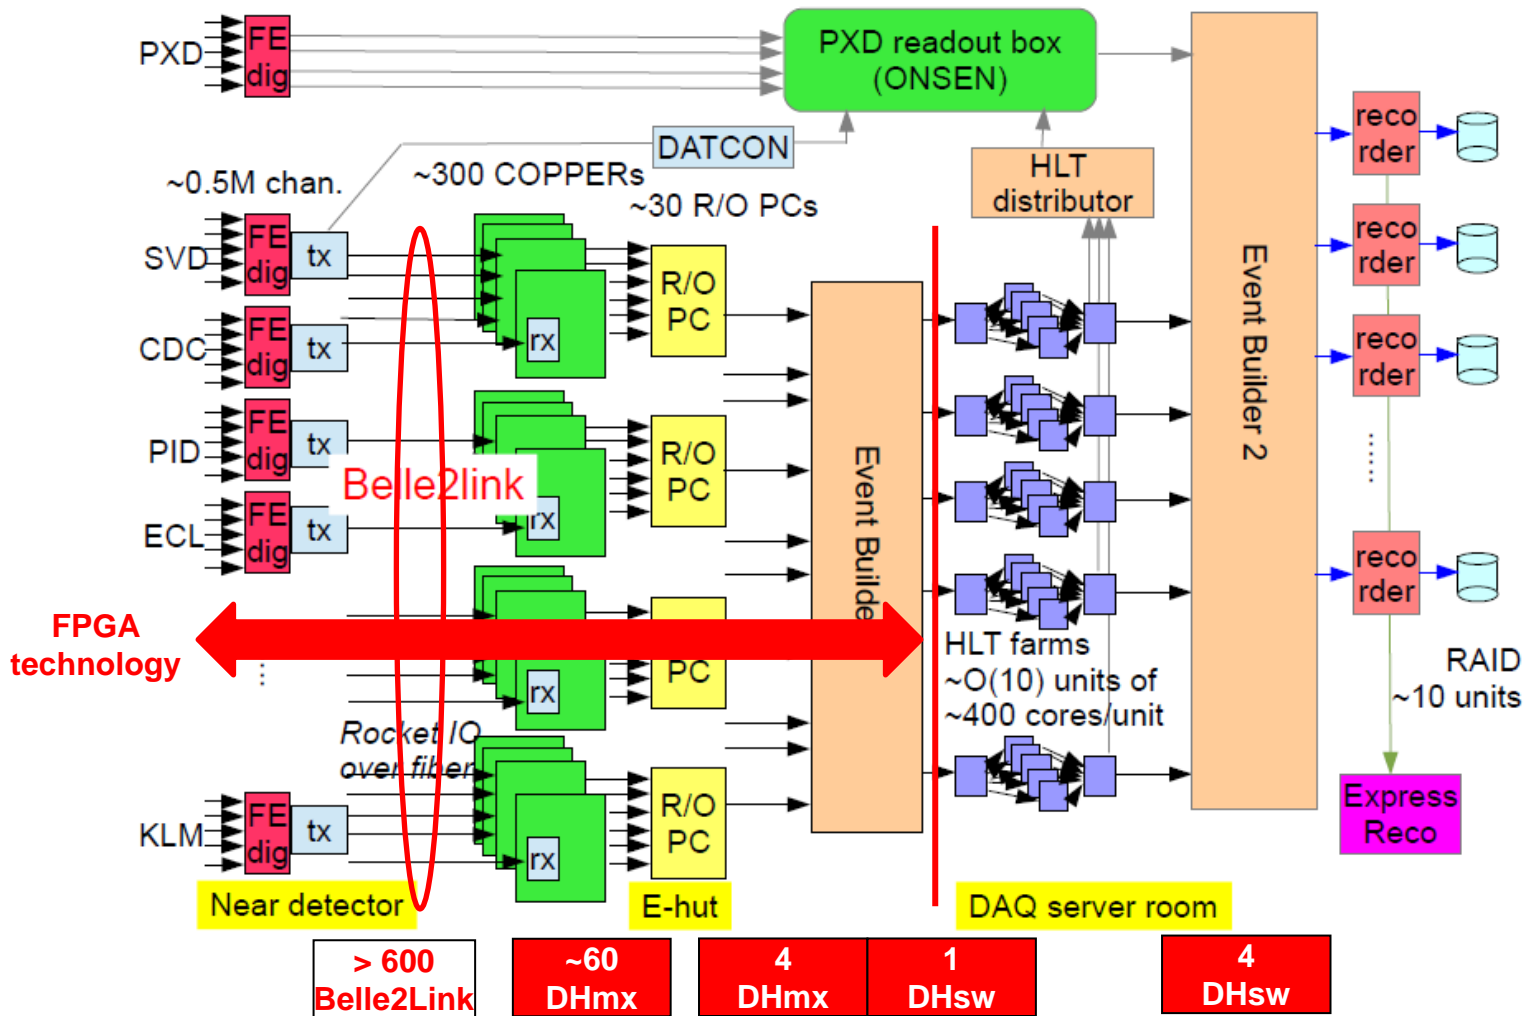 PXD
FE
dig
PXD readout box
(ONSEN)
DATCON
~0.5M chan.
~300 COPPERs
~30 R/O PCs
HLT
distributor
SVD
FE
dig
tx
CDC
FE
dig
tx
rx
R/O
PC
PID
FE
dig
tx
Belle2link
ECL
FE
dig
tx
rx
R/O
PC
FPGA
technology
rx
PC
Rocket IO
over fiber
KLM
FE
dig
tx
rx
R/O
PC
Event Builde
HLT farms
~O(10) units of
~400 cores/unit
Event Builder 2
reco
rder
reco
rder
reco
rder
......
reco
rder
RAID
~10 units
Express
Reco
Near detector
E-hut
DAQ server room
> 600
Belle2Link
~60
DHmx
4
DHmx
1
DHsw
4
DHsw